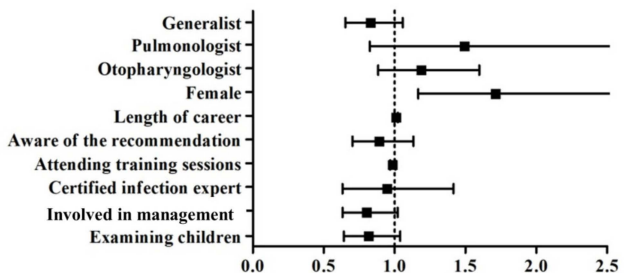 Generalist
Pulmonologist
Otopharyngologist
Female
Length of career
Aware of the recommendation
Attending training sessions
Certified infection expert
Involved in management
Examining children
0.0 0.5 1.0 1.5 2.0 2.5